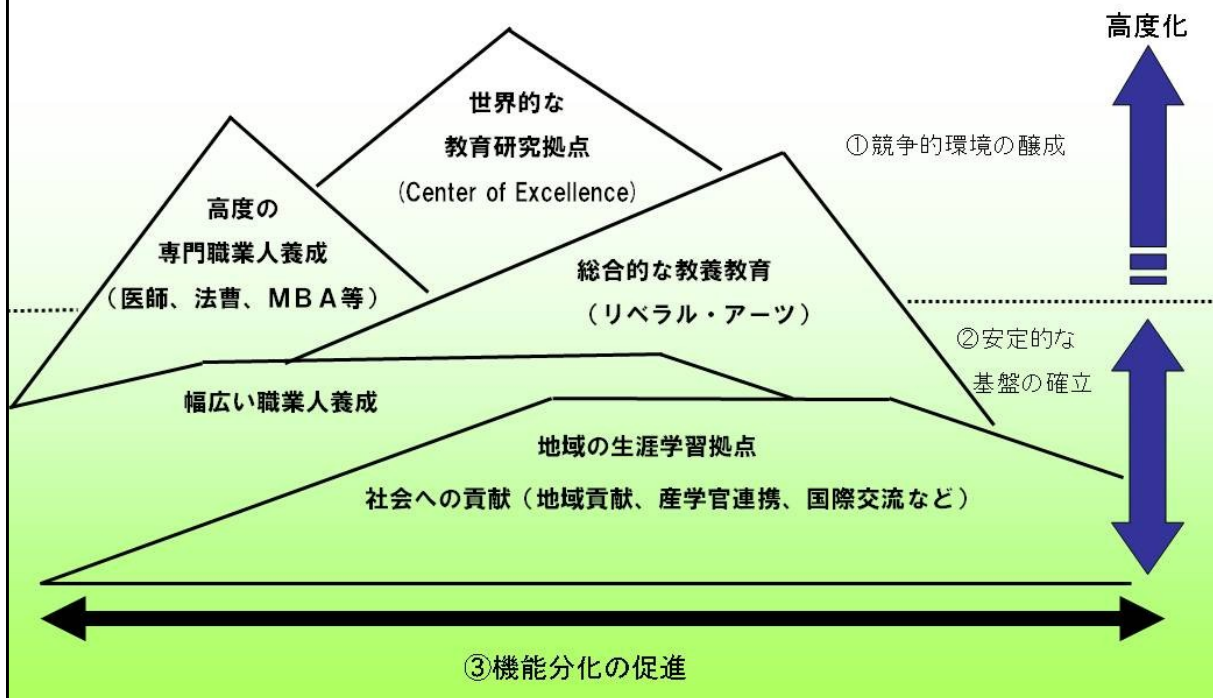 高度化
世界的な
教育研究拠点
(Center of Excellence)
①競争的環境の醸成
高度の
専門職業人養成
（医師、法曹、ＭＢＡ等）
総合的な教養教育
（リベラル・アーツ）
②安定的な
基盤の確立
幅広い職業人養成
地域の生涯学習拠点
社会への貢献（地域貢献、産学官連携、国際交流など）
③機能分化の促進